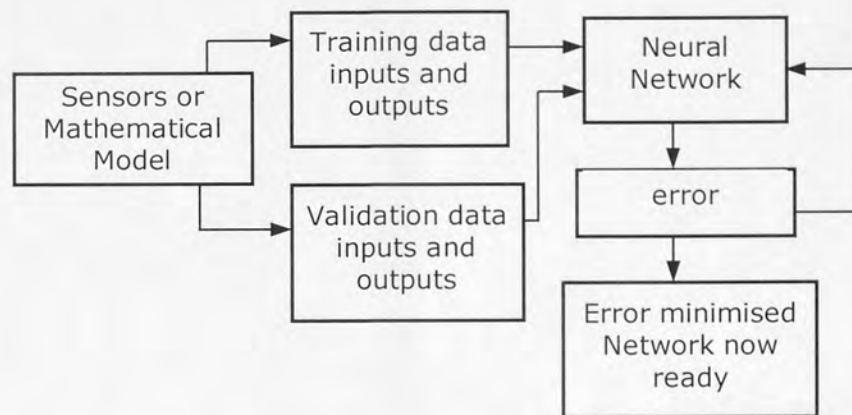 Sensors or
Mathematical
Model
Training data
inputs and
outputs
Validation data
inputs and
outputs
Neural
Network
error
Error minimised
Network now
ready